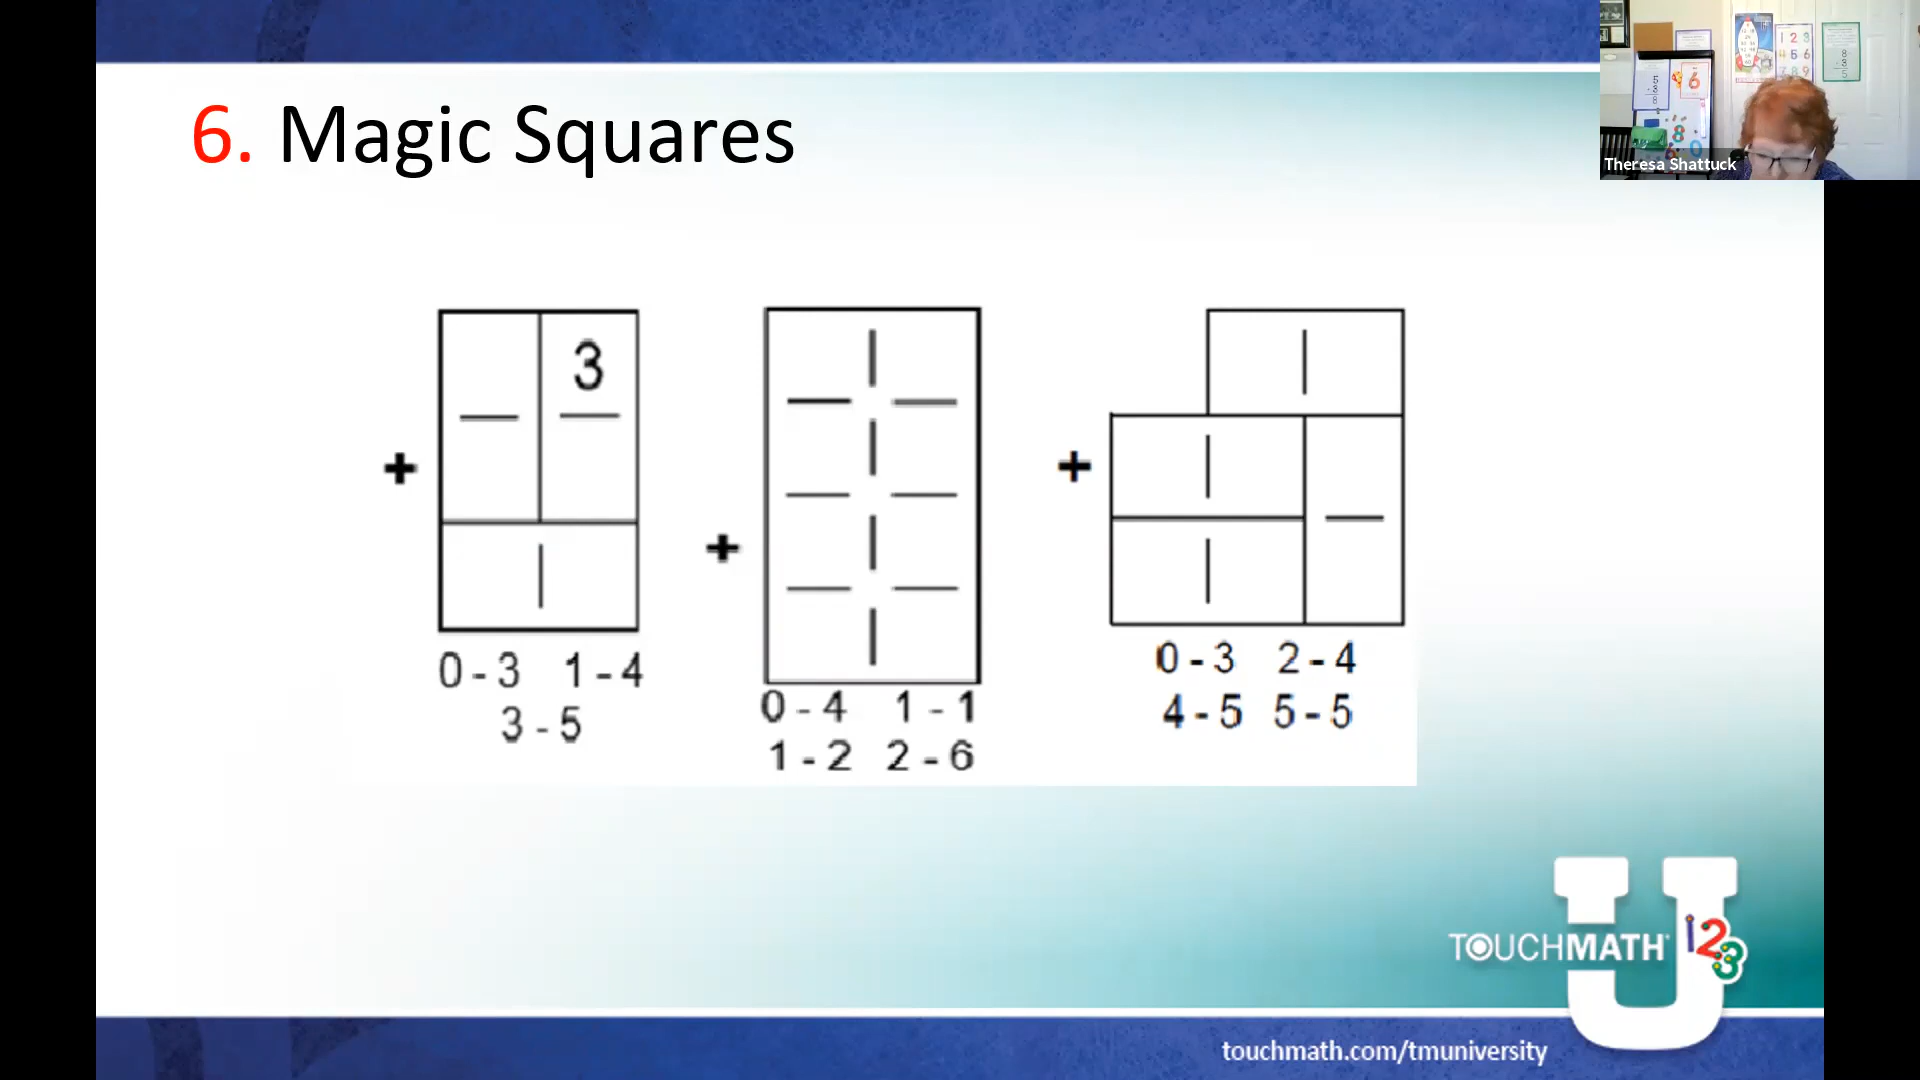 6. Magic Squares
Theresa Shattuck
3
+
+
+
0 - 3 1 - 4
3 - 5
0 - 4 1 - 1
1 - 2 2 - 6
0 - 3 2 - 4
4 - 5 5 - 5
TOUCHMATH 123
U
touchmath.com/tmuniversity